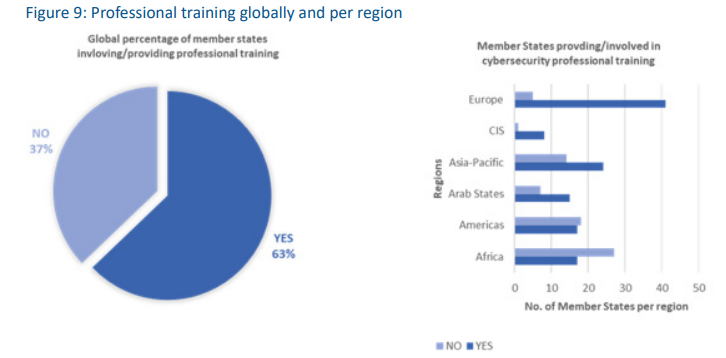 Figure 9: Professional training globally and per region
Global percentage of member states
invloving/providing professional training
NO
37%
YES
63%
Member States provding/involved in
cybersecurity professional training
Regions
Europe
CIS
Asia-Pacific
Arab States
Americas
Africa
0 10 20 30 40 50
No. of Member States per region
NO YES